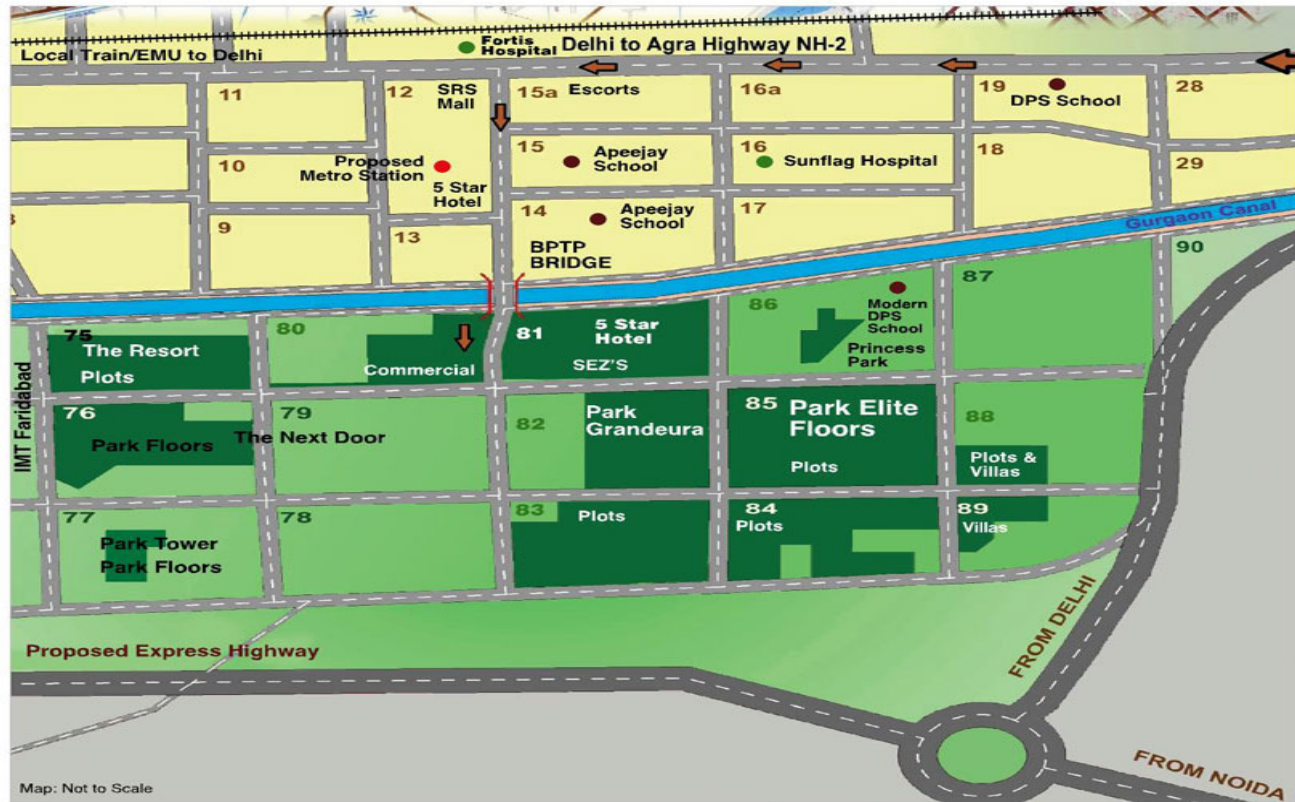 Fortis
Hospital
Delhi to Agra Highway NH-2
Local Train/EMU to Delhi
11
12
SRS
Mall
15a
Escorts
16a
19
DPS School
28
10
Proposed
Metro Station
5 Star
Hotel
15
Apeejay
School
16
Sunflag Hospital
18
29
9
13
14
Apeejay
School
17
BPTP
BRIDGE
Gurgaon Canal
90
75
The Resort
Plots
80
Commercial
81
5 Star
Hotel
SEZ'S
86
Modern
DPS
School
Princess
Park
87
IMT Faridabad
76
Park Floors
79
The Next Door
82
Park
Grandeura
85
Park Elite
Floors
Plots
88
Plots &
Villas
77
Park Tower
Park Floors
78
83
Plots
84
Plots
89
Villas
Proposed Express Highway
FROM DELHI
FROM NOIDA
Map: Not to Scale